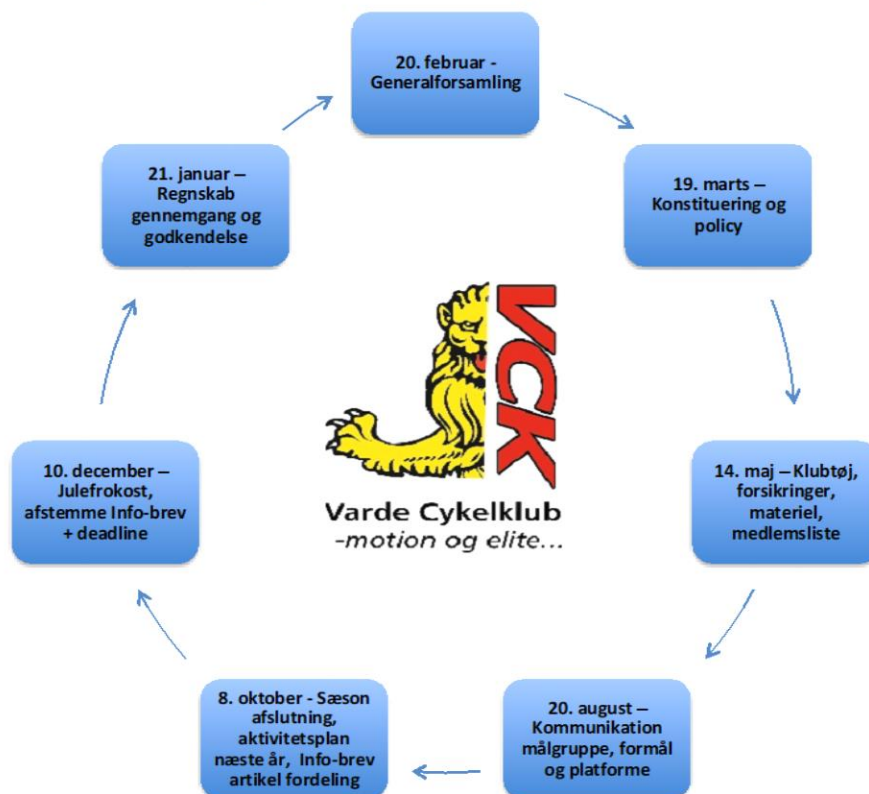 20. februar -
Generalforsamling
19. marts –
Konstituering og
policy
14. maj – Klubtøj,
forsikringer,
materiel,
medlemsliste
20. august –
Kommunikation
målgruppe, formål
og platforme
8. oktober - Sæson
afslutning,
aktivitetsplan
næste år, Info-brev
artikel fordeling
10. december –
Julefrokost,
afstemme Info-brev
+ deadline
21. januar –
Regnskab
gennemgang og
godkendelse
VCK
Varde Cykelklub
-motion og elite...